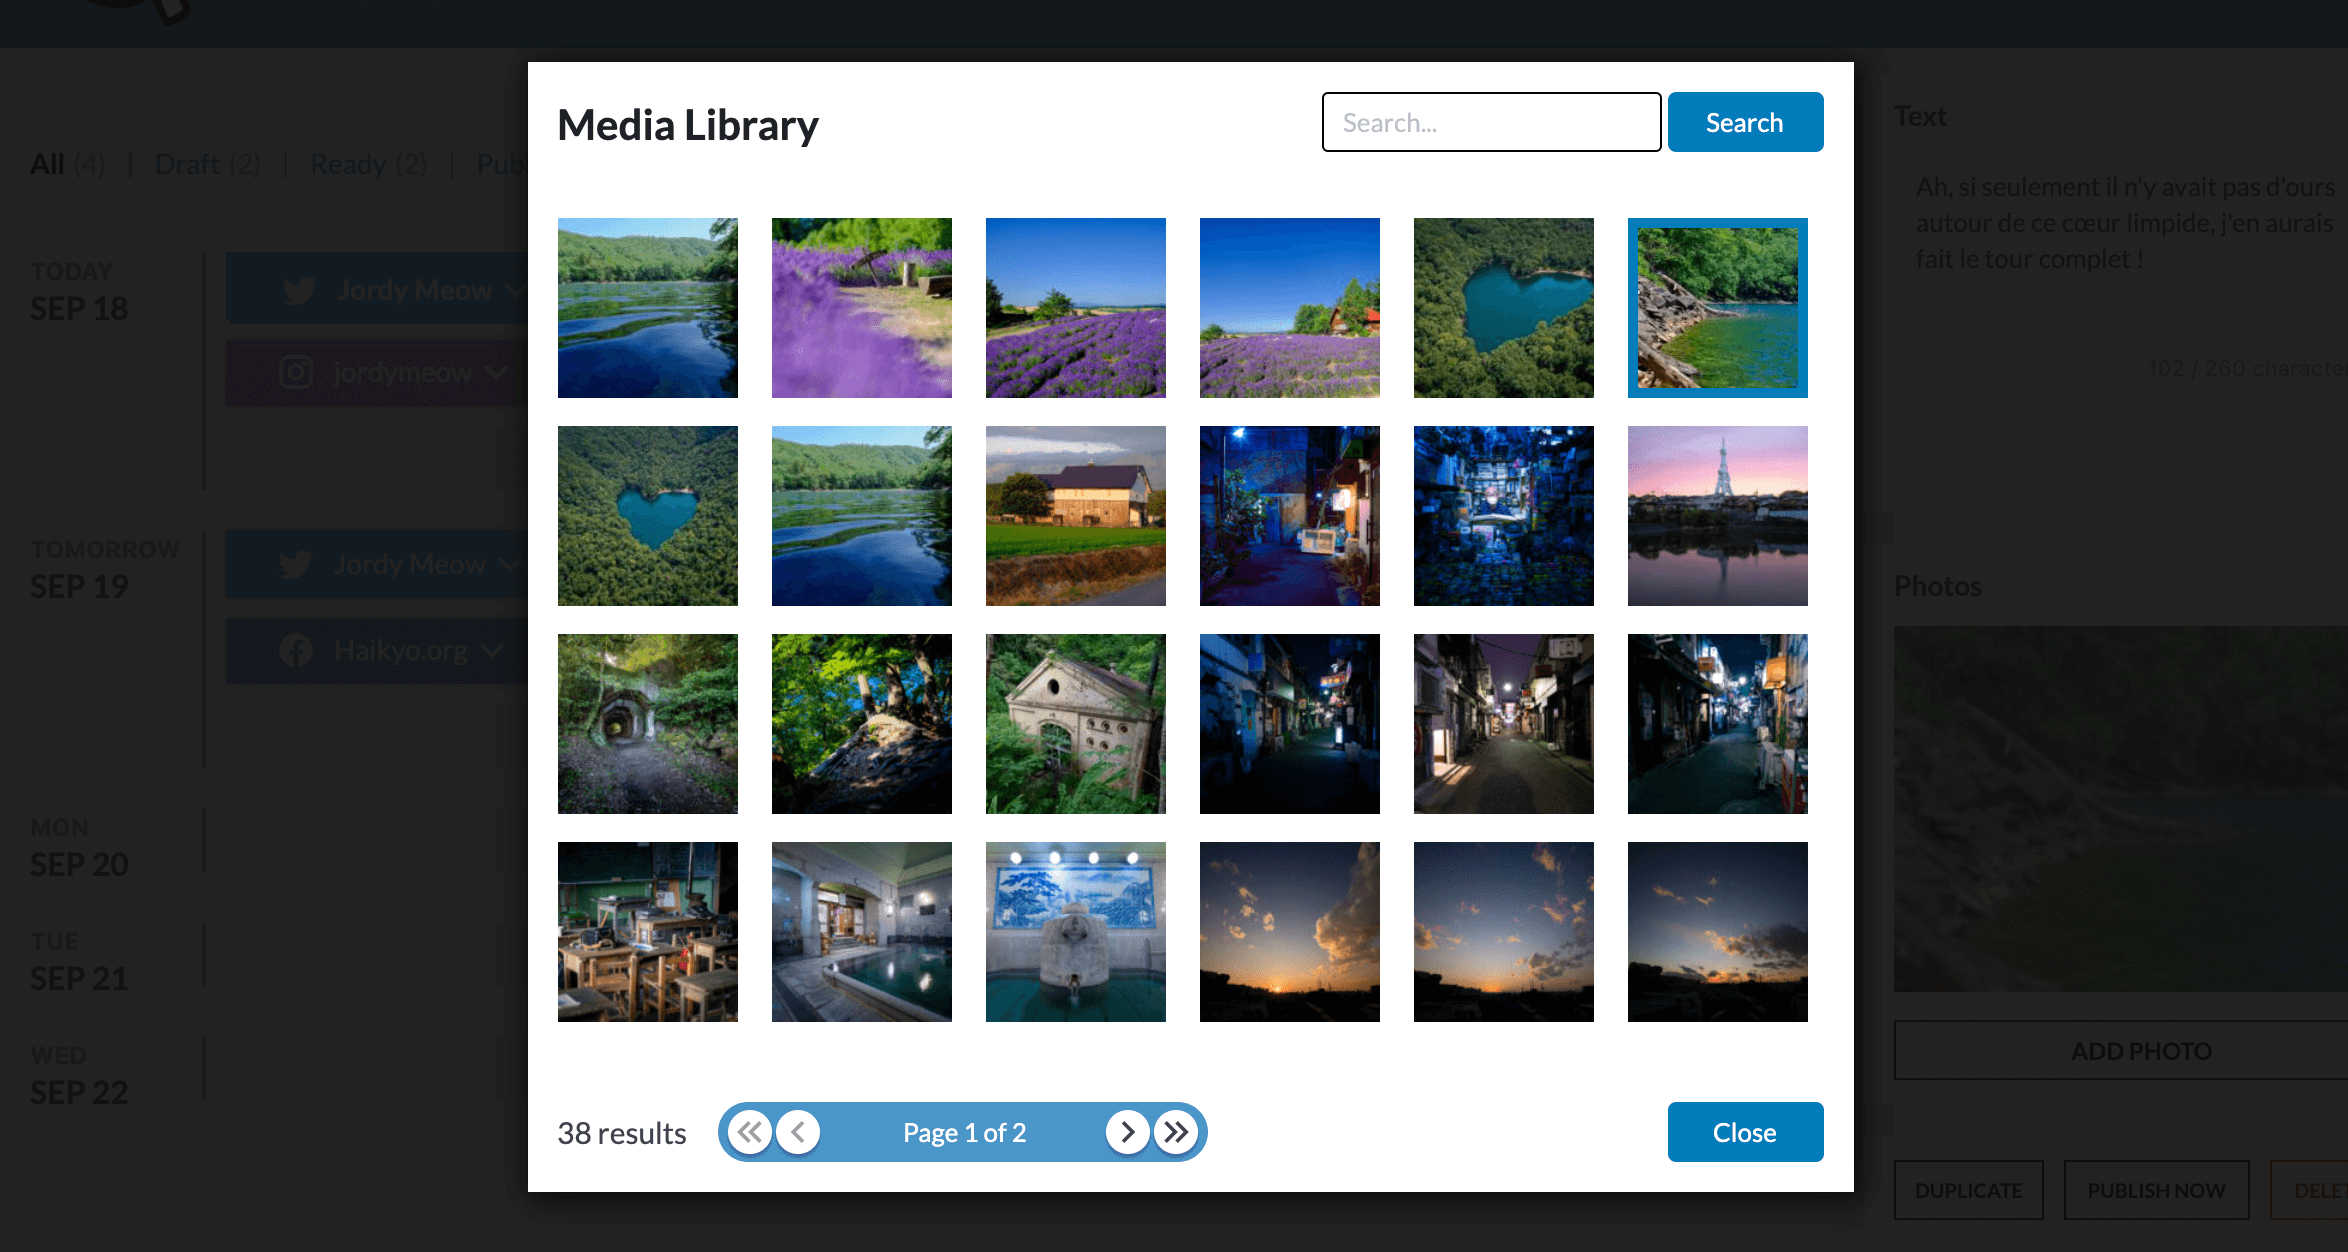 Media Library
Search...
Search
All (4) | Draft (2) | Ready (2) |
TODAY
SEP 18
Jordy Meow
jordymeow
TOMORROW
SEP 19
Jordy Meow
Haikyo.org
MON
SEP 20
TUE
SEP 21
WED
SEP 22
38 results
Page 1 of 2
Close
Text
Ah, si seulement il n'y avait pas d'ours
autour de ce cœur limpide, j'en aurais
fait le tour complet !
102 / 260
Photos
ADD PHOTO
DUPLICATE
PUBLISH NOW